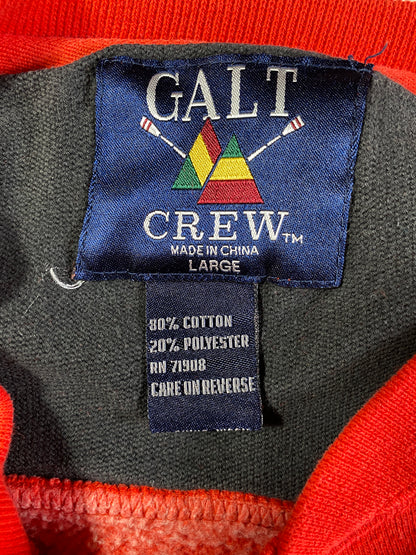 GALT
CREW TM
MADE IN CHINA
LARGE
80% COTTON
20% POLYESTER
RN 71908
CARE ON REVERSE